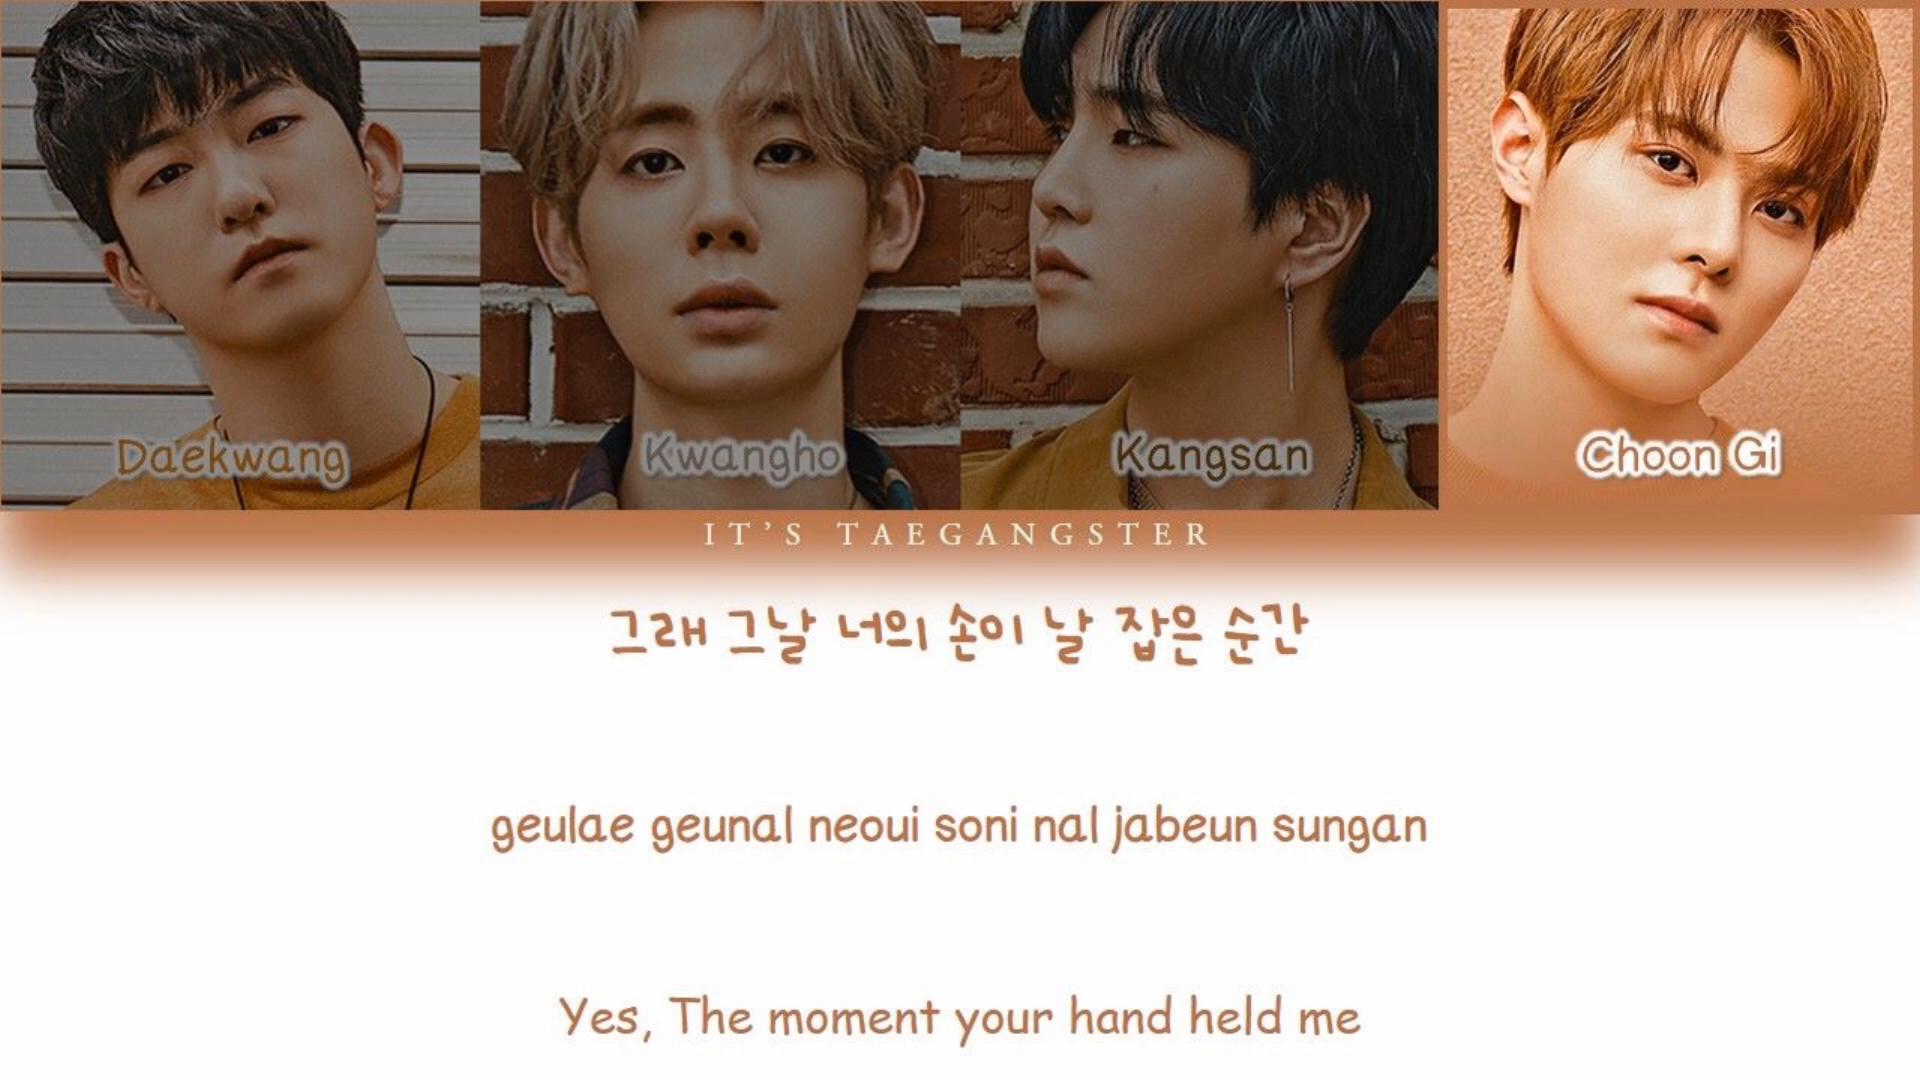 Daekwang
Kwangho
Kangsan
Choon Gi
IT'S TAEGANGSTER
그래 그날 너의 손이 날 잡은 순간
geulae geunal neoui soni nal jabeun sungan
Yes, The moment your hand held me